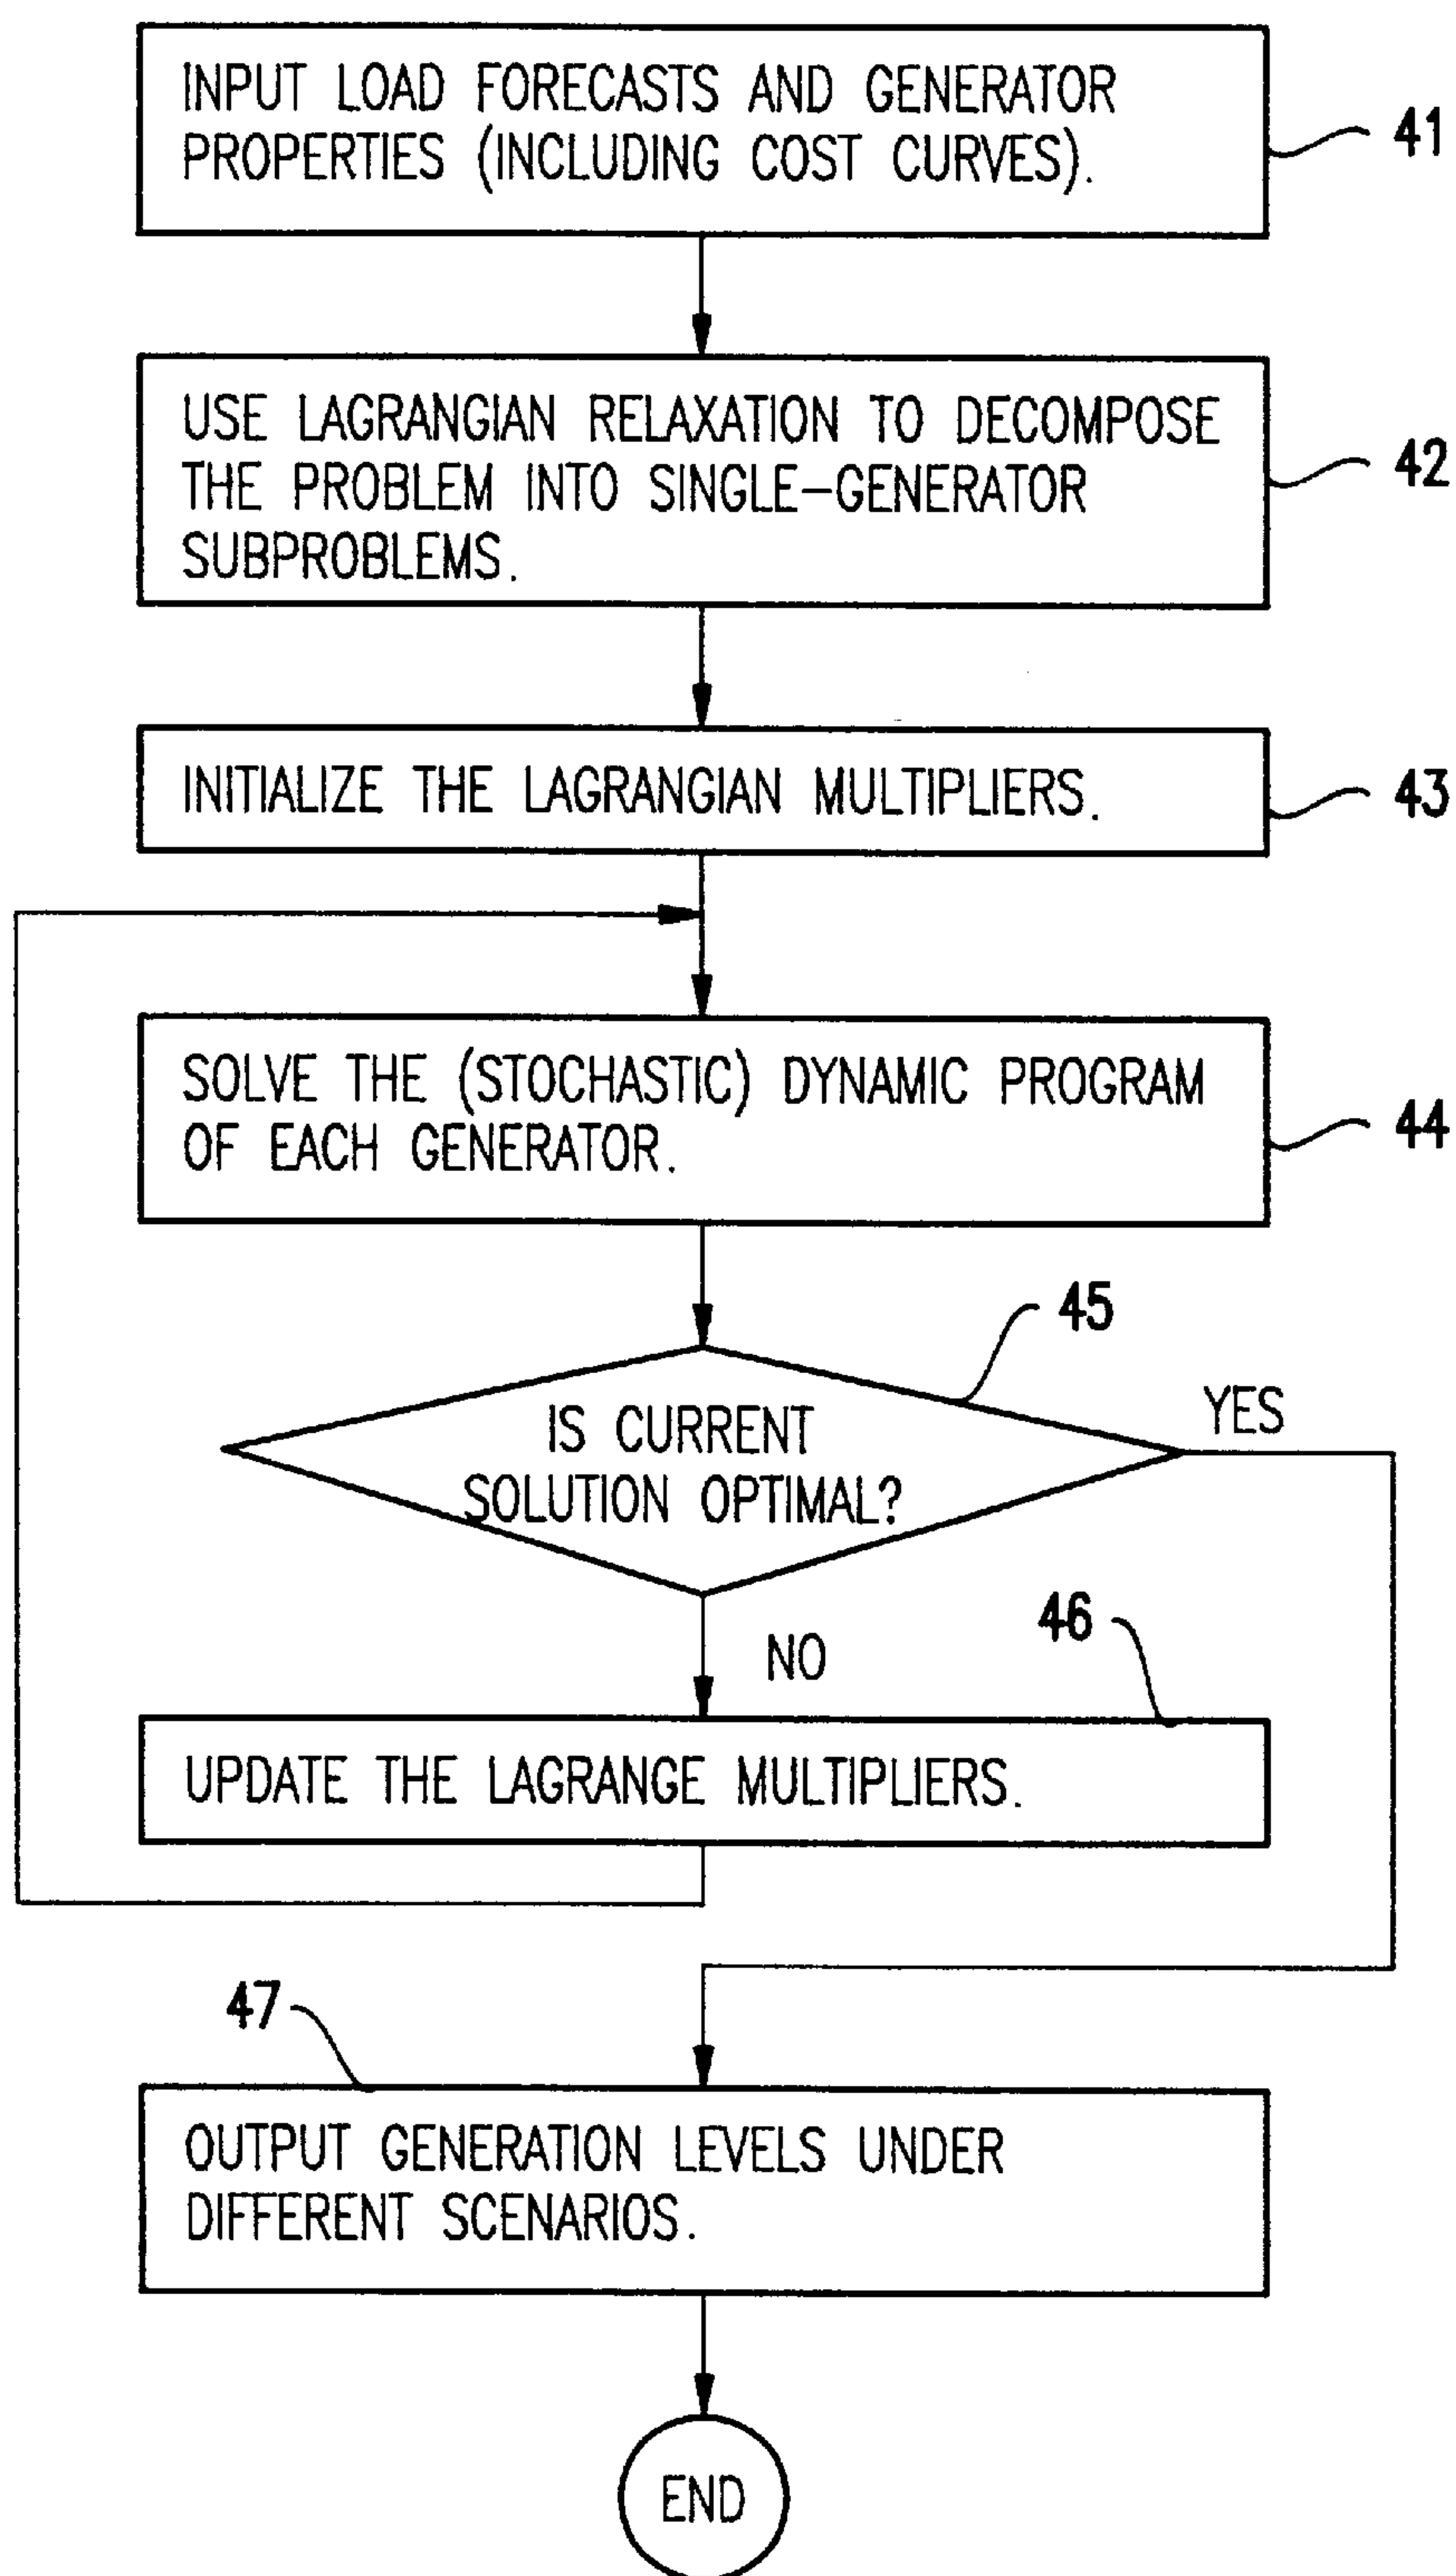 INPUT LOAD FORECASTS AND GENERATOR
PROPERTIES (INCLUDING COST CURVES).
41
USE LAGRANGIAN RELAXATION TO DECOMPOSE
THE PROBLEM INTO SINGLE-GENERATOR
SUBPROBLEMS.
42
INITIALIZE THE LAGRANGIAN MULTIPLIERS.
43
SOLVE THE (STOCHASTIC) DYNAMIC PROGRAM
OF EACH GENERATOR.
44
45
IS CURRENT
SOLUTION OPTIMAL?
YES
NO
46
UPDATE THE LAGRANGE MULTIPLIERS.
47
OUTPUT GENERATION LEVELS UNDER
DIFFERENT SCENARIOS.
END